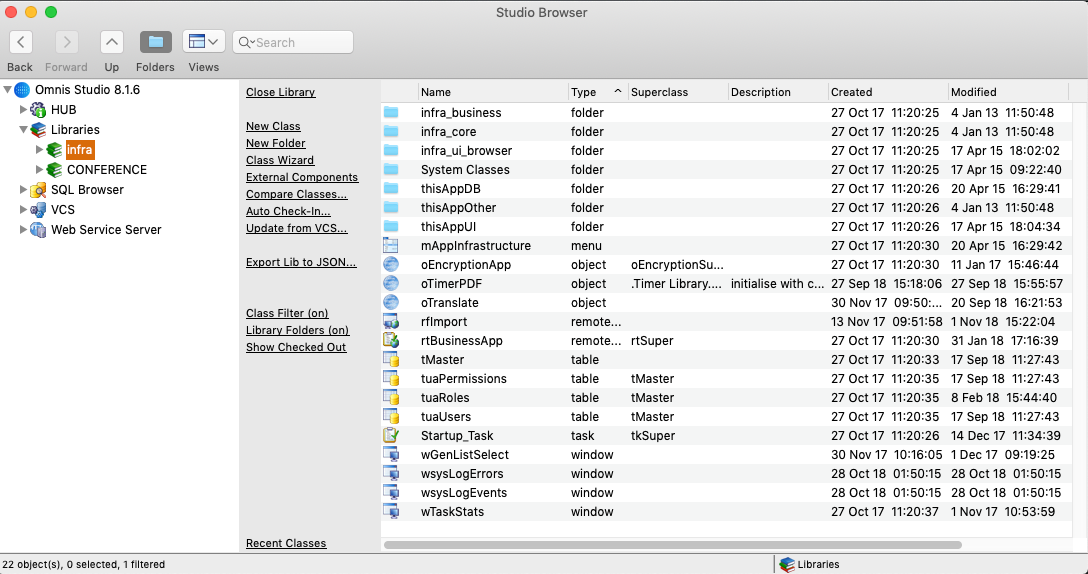 Studio Browser
Search
Back Forward Up Folders Views
Omnis Studio 8.1.6
HUB
Libraries
infra
CONFERENCE
SQL Browser
VCS
Web Service Server
Close Library
New Class
New Folder
Class Wizard
External Components
Compare Classes...
Auto Check-In...
Update from VCS...
Export Lib to JSON...
Class Filter (on)
Library Folders (on)
Show Checked Out
Recent Classes
Name Type Superclass Description Created Modified
infra_business folder 27 Oct 17 11:20:25 4 Jan 13 11:50:48
infra_core folder 27 Oct 17 11:20:25 4 Jan 13 11:50:48
infra_ui_browser folder 27 Oct 17 11:20:25 17 Apr 15 18:02:02
System Classes folder 27 Oct 17 11:20:25 17 Apr 15 09:22:40
thisAppDB folder 27 Oct 17 11:20:26 20 Apr 15 16:29:41
thisAppOther folder 27 Oct 17 11:20:26 4 Jan 13 11:50:48
thisAppUI folder 27 Oct 17 11:20:26 17 Apr 15 18:04:34
mAppInfrastructure menu 27 Oct 17 11:20:30 20 Apr 15 16:29:42
oEncryptionApp object oEncryptionSu... 27 Oct 17 11:20:30 11 Jan 17 15:46:44
oTimerPDF object .Timer Library.... initialise with c... 27 Sep 18 15:18:06 27 Sep 18 15:55:57
oTranslate object 30 Nov 17 09:50:... 20 Sep 18 16:21:53
rfImport remote... 13 Nov 17 09:51:58 1 Nov 18 15:22:04
rtBusinessApp remote... rtSuper 27 Oct 17 11:20:30 31 Jan 18 17:16:39
tMaster table 27 Oct 17 11:20:33 17 Sep 18 11:27:43
tuaPermissions table tMaster 27 Oct 17 11:20:35 17 Sep 18 11:27:43
tuaRoles table tMaster 27 Oct 17 11:20:35 8 Feb 18 15:44:40
tuaUsers table tMaster 27 Oct 17 11:20:35 17 Sep 18 11:27:43
Startup_Task task tkSuper 27 Oct 17 11:20:26 14 Dec 17 11:34:39
wGenListSelect window 30 Nov 17 10:16:05 1 Dec 17 09:19:25
wsysLogErrors window 28 Oct 18 01:50:15 28 Oct 18 01:50:15
wsysLogEvents window 28 Oct 18 01:50:15 28 Oct 18 01:50:15
wTaskStats window 27 Oct 17 11:20:37 1 Nov 17 10:53:59
22 object(s), 0 selected, 1 filtered
Libraries